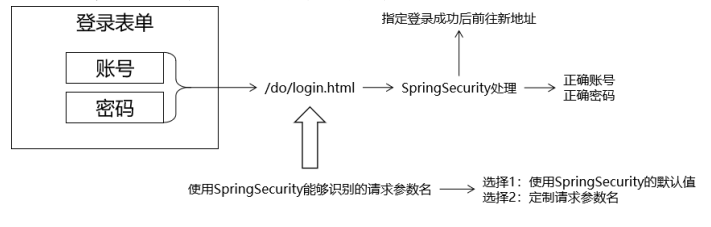 登录表单
账号
密码
/do/login.html
SpringSecurity处理
指定登录成功后前往新地址
正确账号
正确密码
使用SpringSecurity能够识别的请求参数名
选择1：使用SpringSecurity的默认值
选择2：定制请求参数名